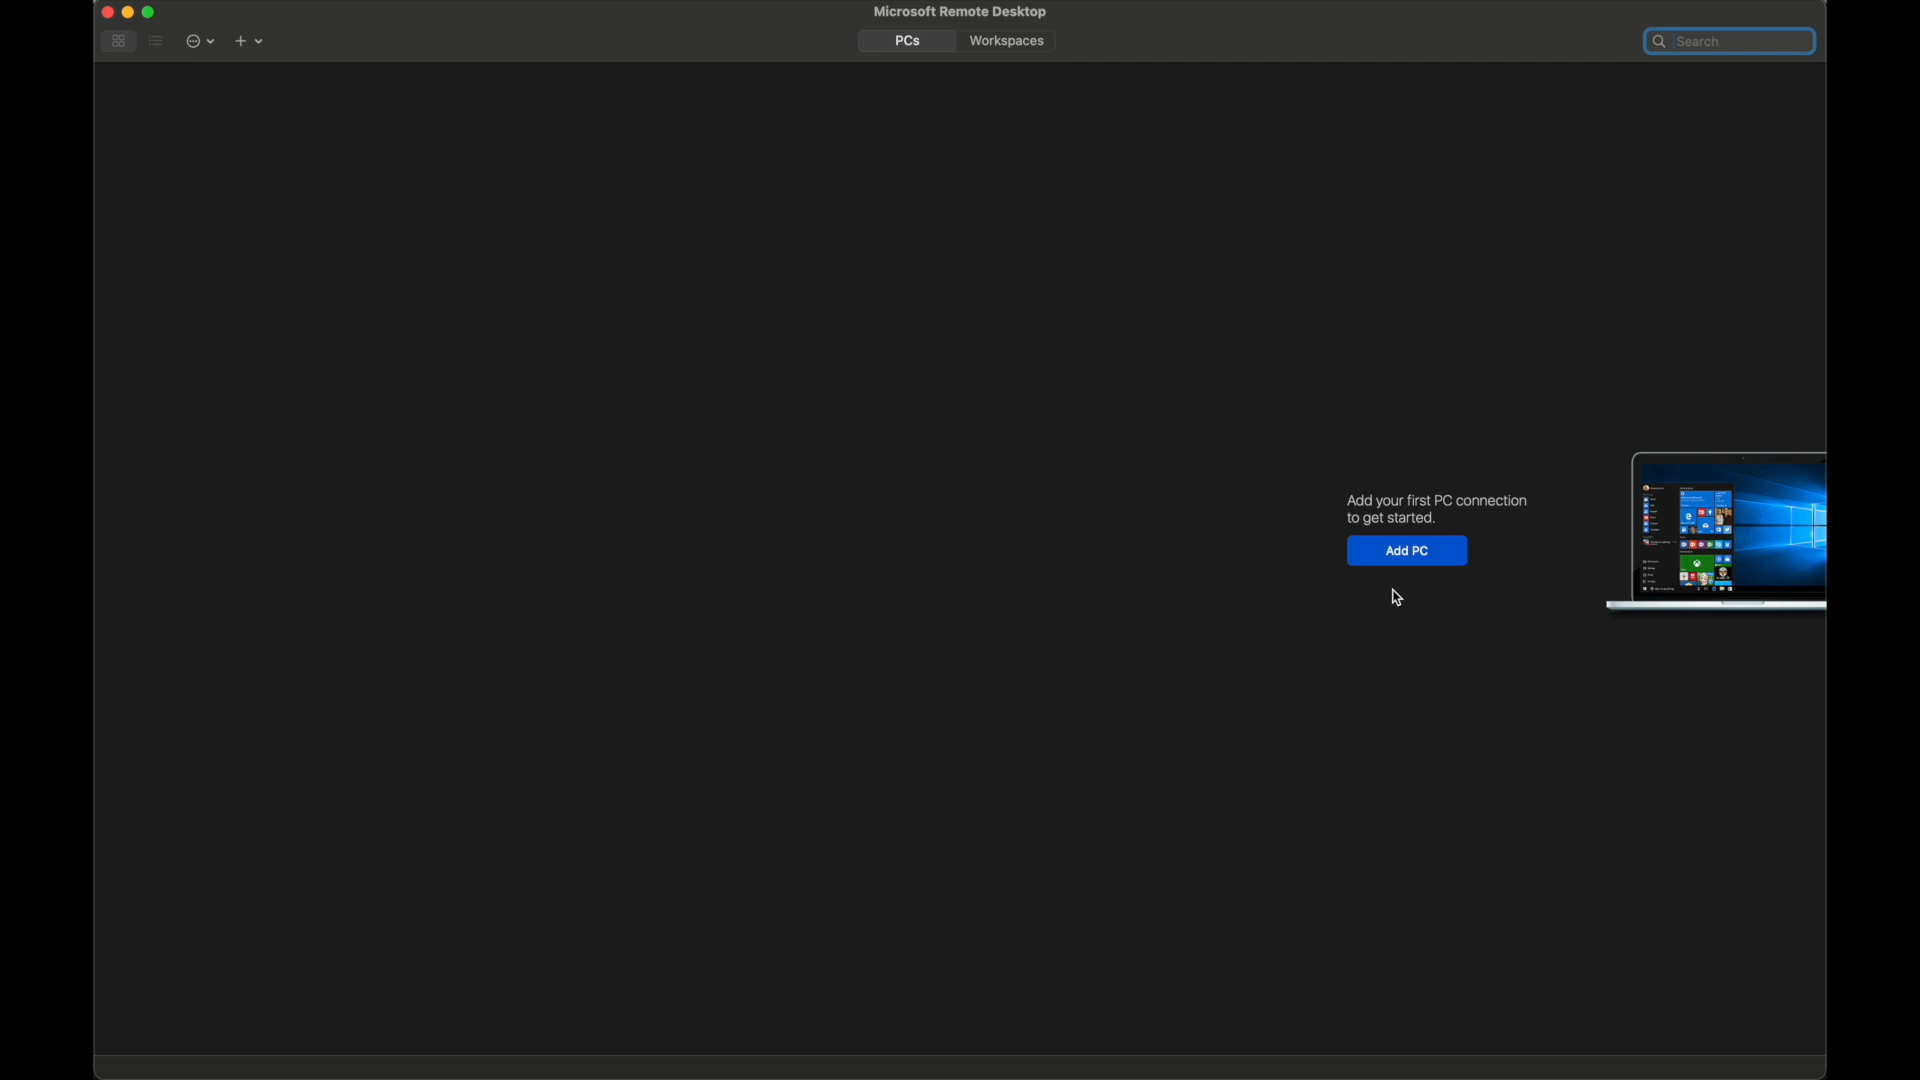 Microsoft Remote Desktop
PCs
Workspaces
Search
Add your first PC connection
to get started.
Add PC